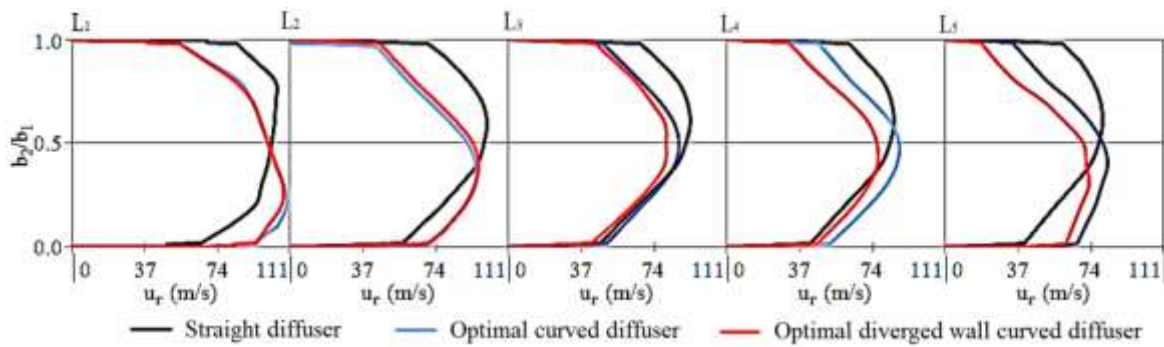 L1 L2 L3 L4 L5
1.0
b2/b1
0.5
0.0
0 37 74 111 0 37 74 111 0 37 74 111 0 37 74 111 0 37 74 111
ur (m/s) ur (m/s) ur (m/s) ur (m/s) ur (m/s)
Straight diffuser Optimal curved diffuser Optimal diverged wall curved diffuser